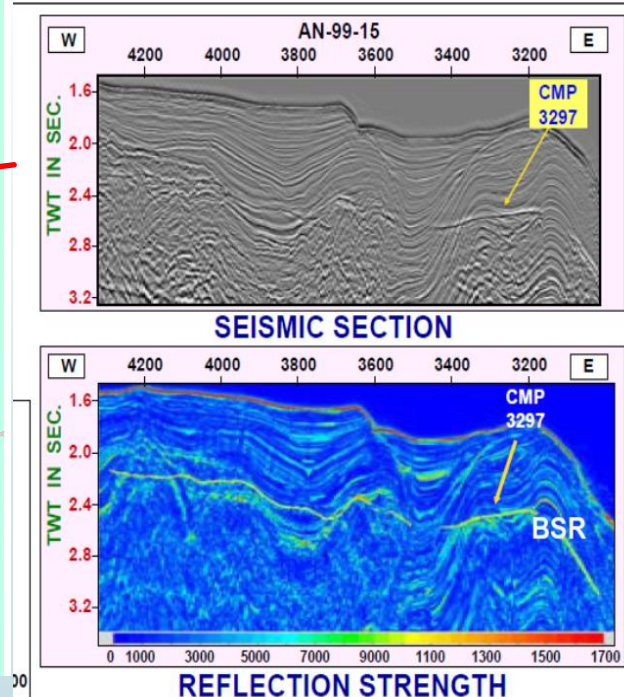 AN-99-15
W
E
4200 4000 3800 3600 3400 3200
CMP
3297
TWT IN SEC.
1.6
2.0
2.4
2.8
3.2
SEISMIC SECTION
W
E
4200 4000 3800 3600 3400 3200
CMP
3297
TWT IN SEC.
1.6
2.0
2.4
2.8
3.2
BSR
0 1000 3000 5000 7000 9000 1100 1300 1500 1700
REFLECTION STRENGTH
00